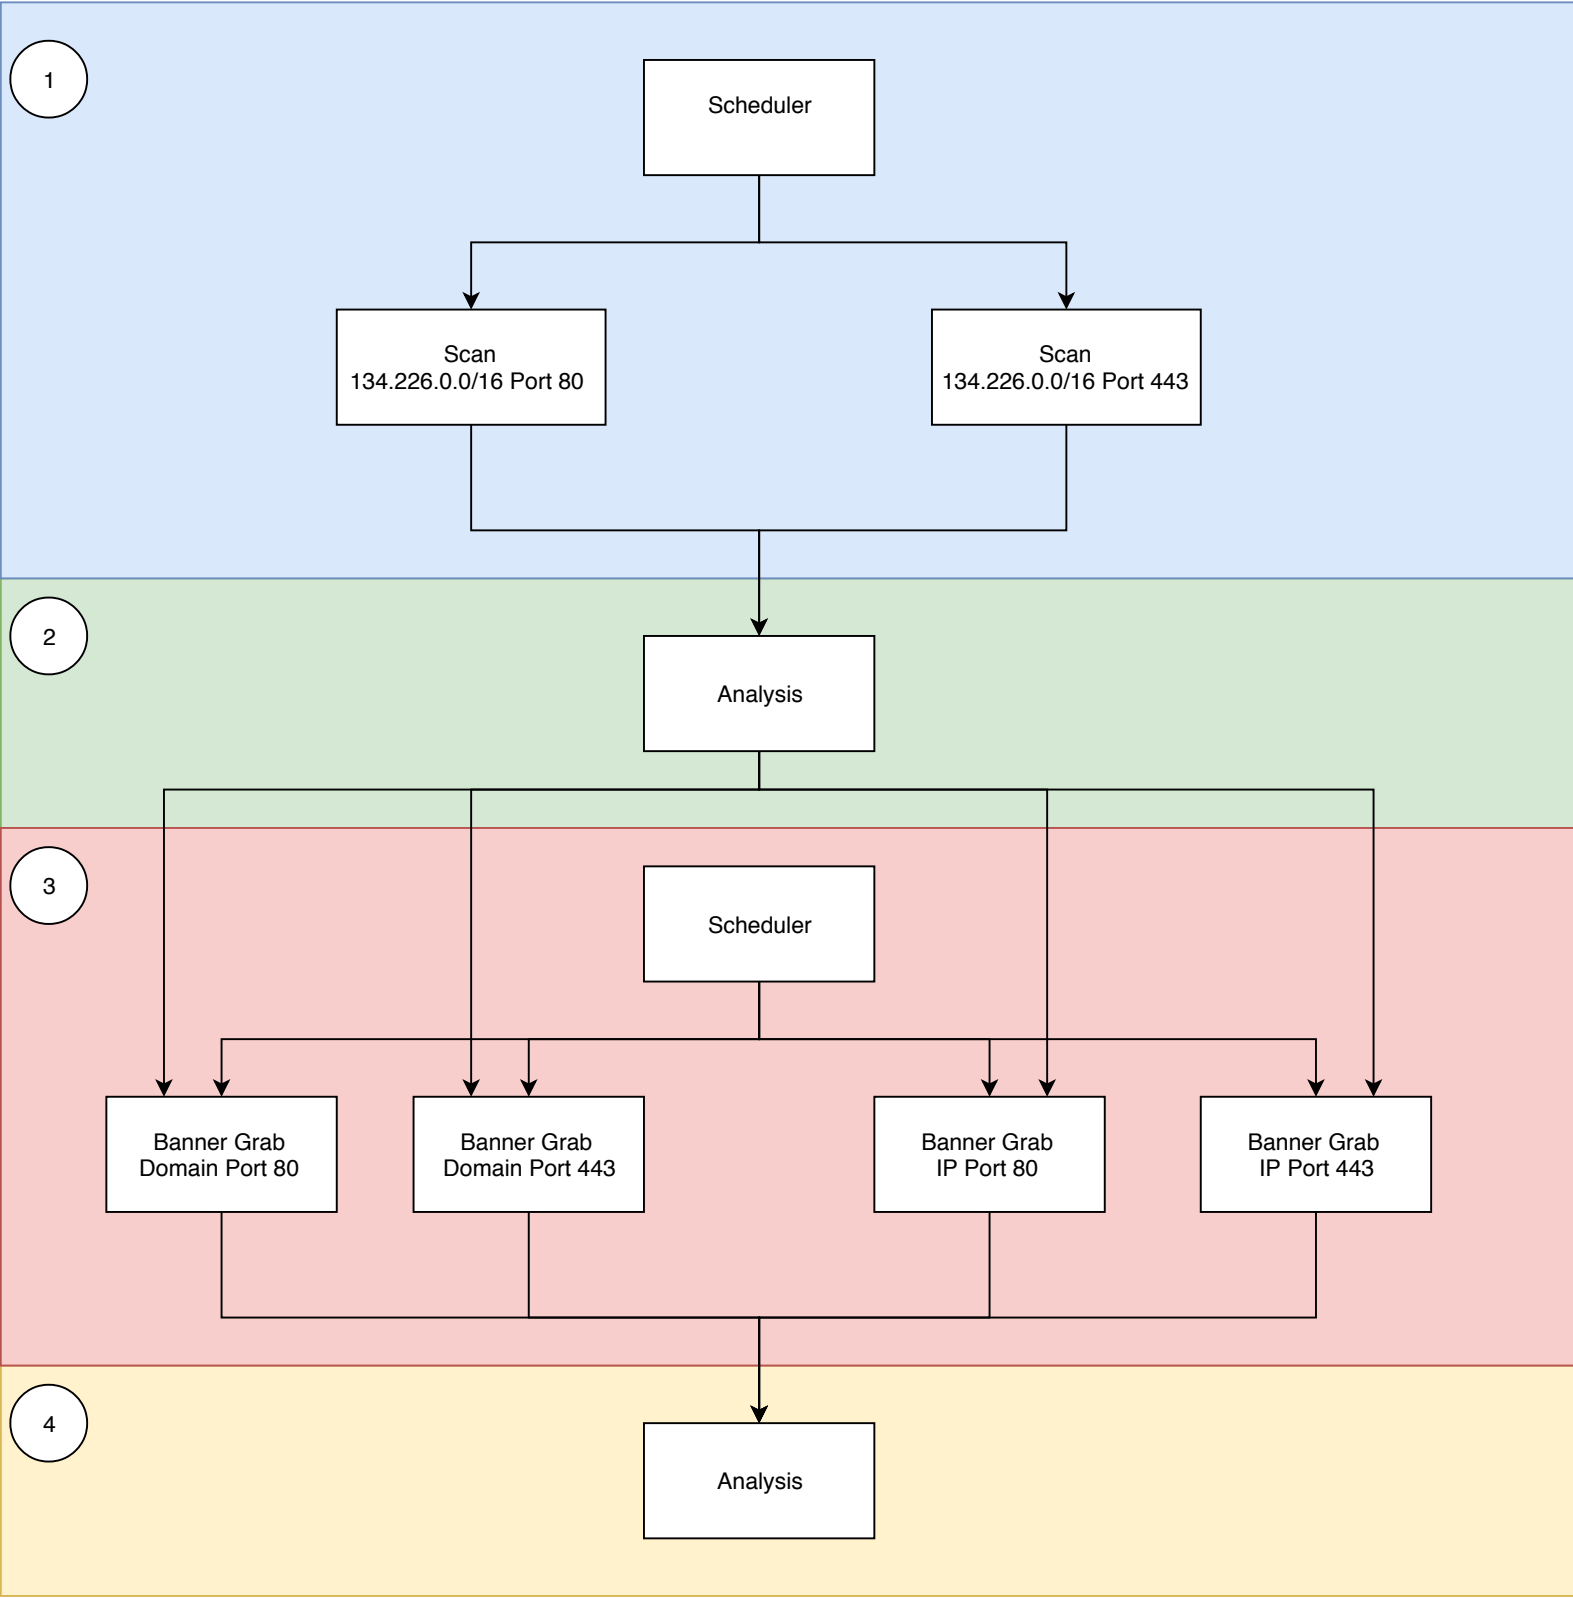 1
Scheduler
Scan
134.226.0.0/16 Port 80
Scan
134.226.0.0/16 Port 443
2
Analysis
3
Scheduler
Banner Grab
Domain Port 80
Banner Grab
Domain Port 443
Banner Grab
IP Port 80
Banner Grab
IP Port 443
4
Analysis